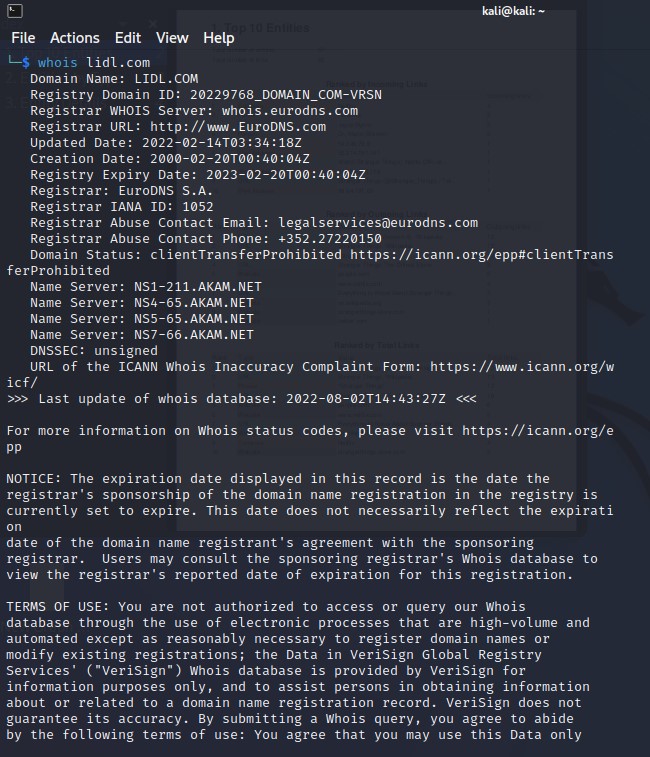 kali@kali: ~
File Actions Edit View Help
└─$ whois lidl.com
Domain Name: LIDL.COM
Registry Domain ID: 20229768_DOMAIN_COM-VRSN
Registrar WHOIS Server: whois.eurodns.com
Registrar URL: http://www.EuroDNS.com
Updated Date: 2022-02-14T03:34:18Z
Creation Date: 2000-02-20T00:40:04Z
Registry Expiry Date: 2023-02-20T00:40:04Z
Registrar: EuroDNS S.A.
Registrar IANA ID: 1052
Registrar Abuse Contact Email: legalservices@eurodns.com
Registrar Abuse Contact Phone: +352.27220150
Domain Status: clientTransferProhibited https://icann.org/epp#clientTrans
ferProhibited
Name Server: NS1-211.AKAM.NET
Name Server: NS4-65.AKAM.NET
Name Server: NS5-65.AKAM.NET
Name Server: NS7-66.AKAM.NET
DNSSEC: unsigned
URL of the ICANN Whois Inaccuracy Complaint Form: https://www.icann.org/w
icf/
>>> Last update of whois database: 2022-08-02T14:43:27Z <<<
For more information on Whois status codes, please visit https://icann.org/e
pp
NOTICE: The expiration date displayed in this record is the date the
registrar's sponsorship of the domain name registration in the registry is
currently set to expire. This date does not necessarily reflect the expirati
on
date of the domain name registrant's agreement with the sponsoring
registrar.  Users may consult the sponsoring registrar's Whois database to
view the registrar's reported date of expiration for this registration.
TERMS OF USE: You are not authorized to access or query our Whois
database through the use of electronic processes that are high-volume and
automated except as reasonably necessary to register domain names or
modify existing registrations; the Data in VeriSign Global Registry
Services' ("VeriSign") Whois database is provided by VeriSign for
information purposes only, and to assist persons in obtaining information
about or related to a domain name registration record. VeriSign does not
guarantee its accuracy. By submitting a Whois query, you agree to abide
by the following terms of use: You agree that you may use this Data only
Top 10 Entities